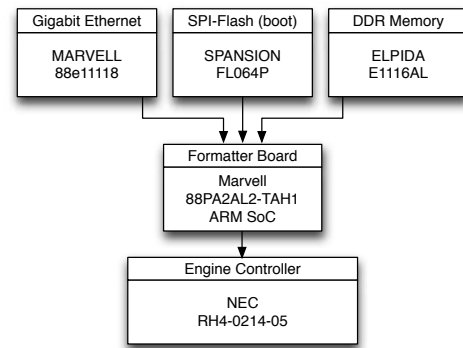 Gigabit Ethernet
MARVELL
88e11118
SPI-Flash (boot)
SPANSION
FL064P
DDR Memory
ELPIDA
E1116AL
Formatter Board
Marvell
88PA2AL2-TAH1
ARM SoC
Engine Controller
NEC
RH4-0214-05